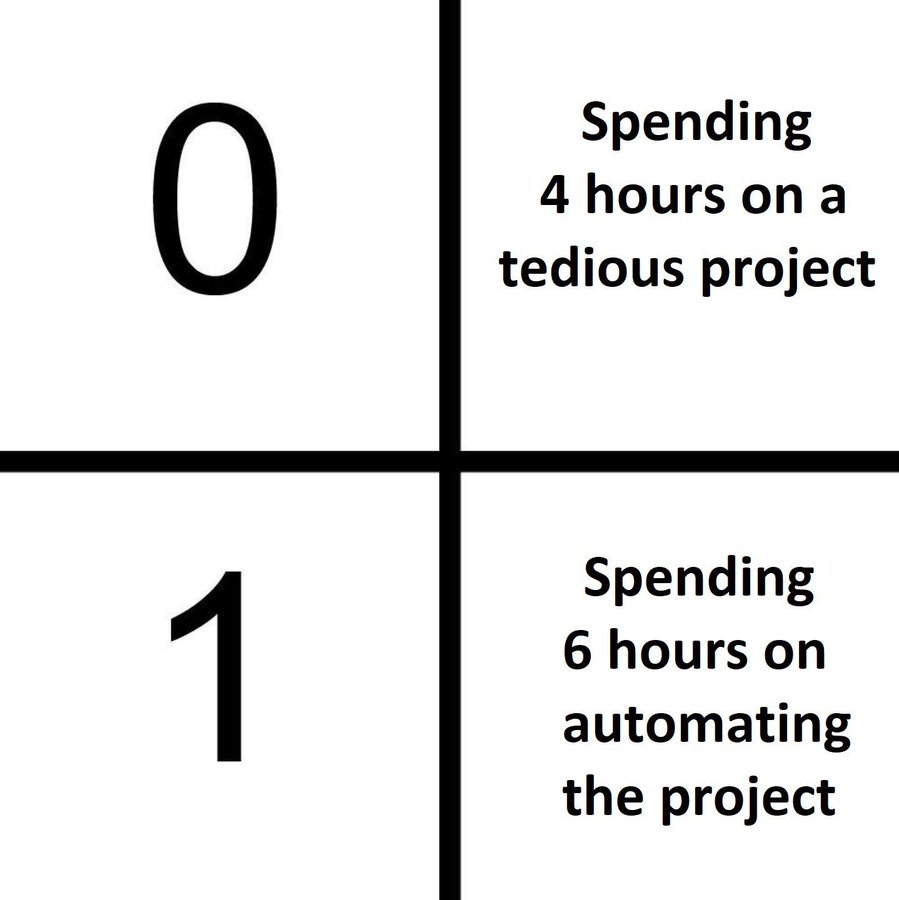 0
Spending
4 hours on a
tedious project
1
Spending
6 hours on
automating
the project